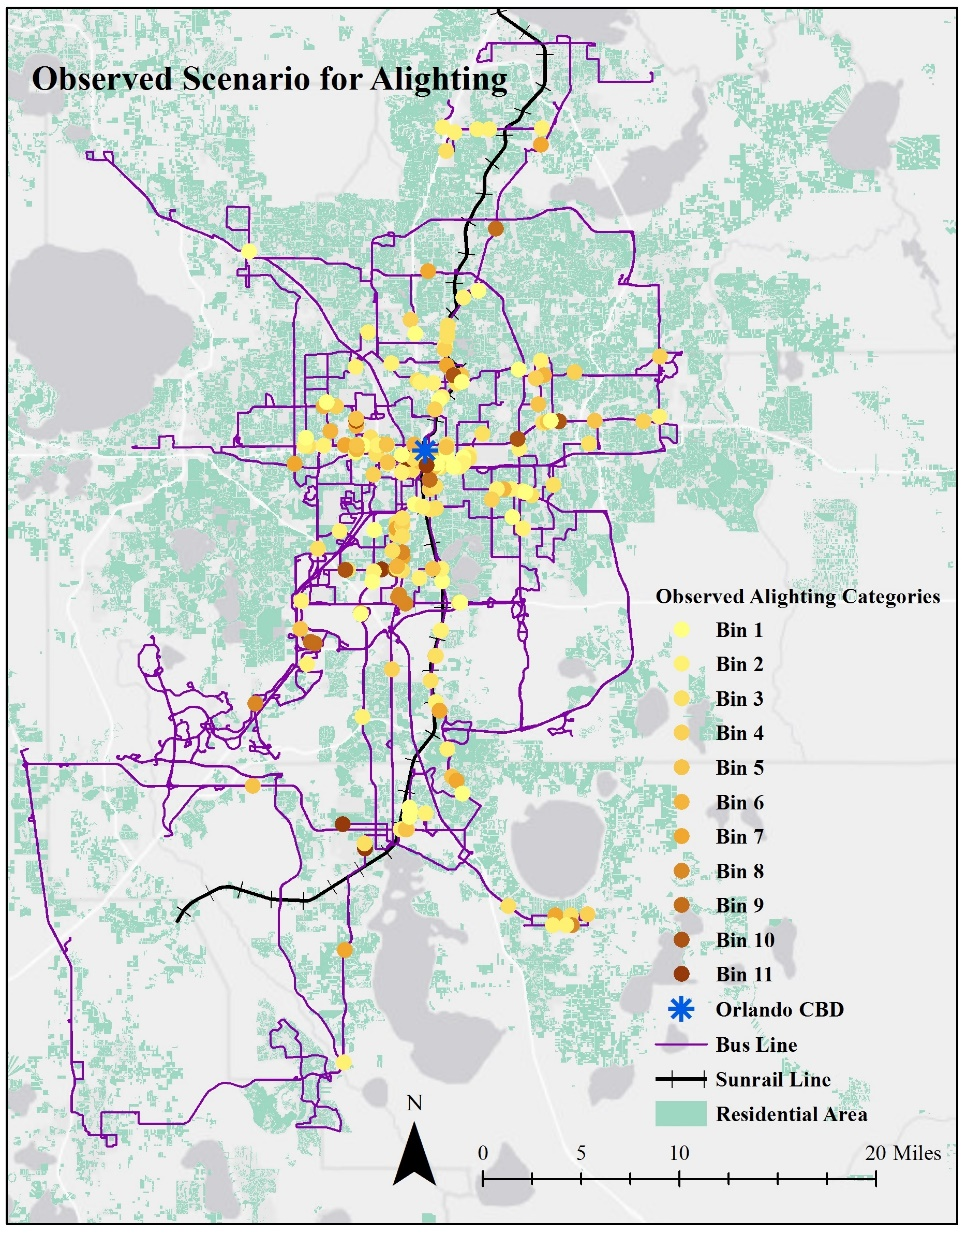 Observed Scenario for Alighting
Observed Alighting Categories
Bin 1
Bin 2
Bin 3
Bin 4
Bin 5
Bin 6
Bin 7
Bin 8
Bin 9
Bin 10
Bin 11
Orlando CBD
Bus Line
Sunrail Line
Residential Area
N
0 5 10 20 Miles